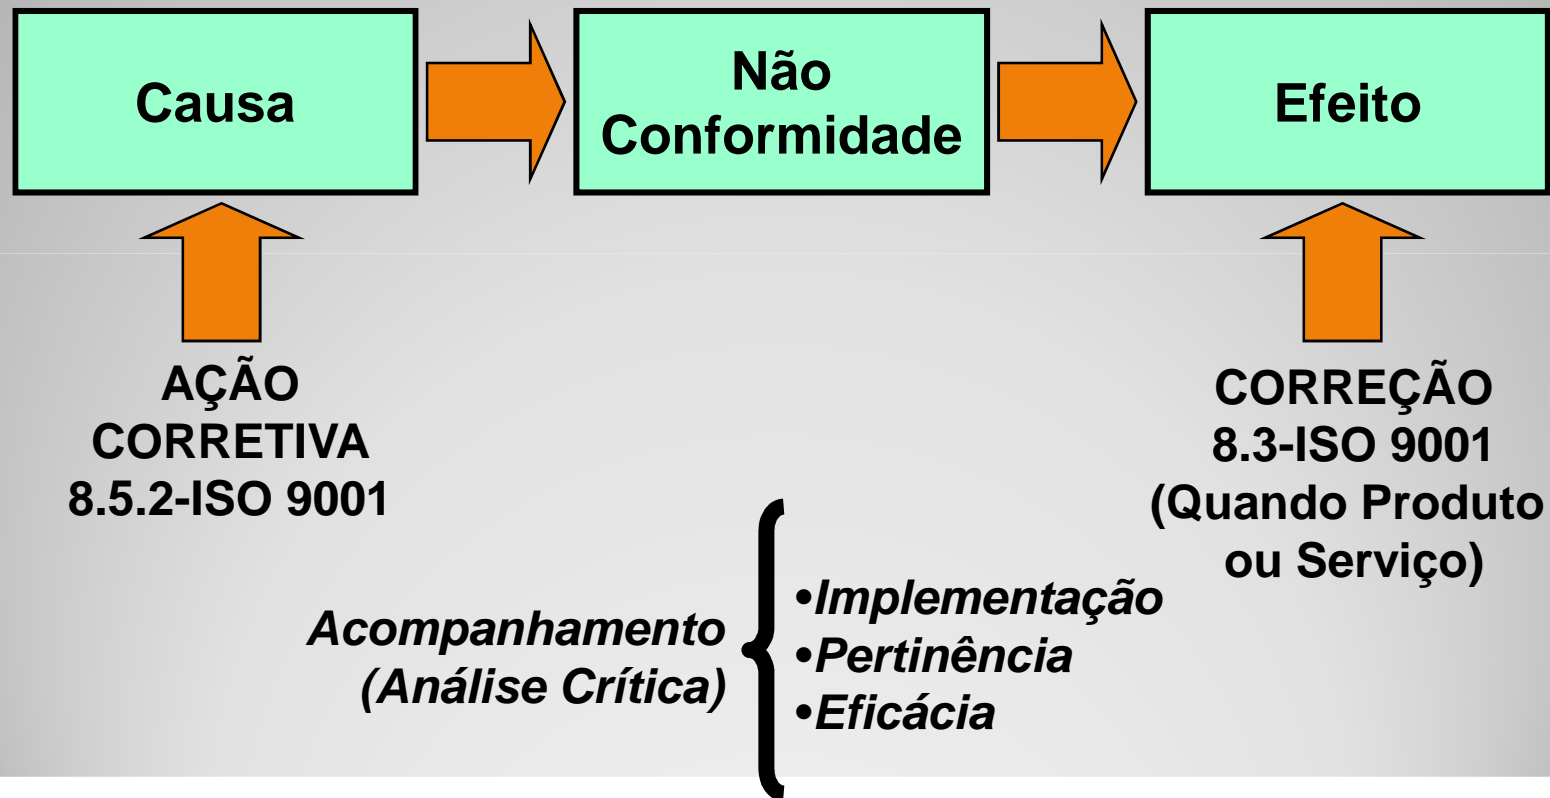 Causa
Não
Conformidade
Efeito
AÇÃO
CORRETIVA
8.5.2-ISO 9001
CORREÇÃO
8.3-ISO 9001
(Quando Produto
ou Serviço)
Acompanhamento
(Análise Crítica)
•Implementação
•Pertinência
•Eficácia